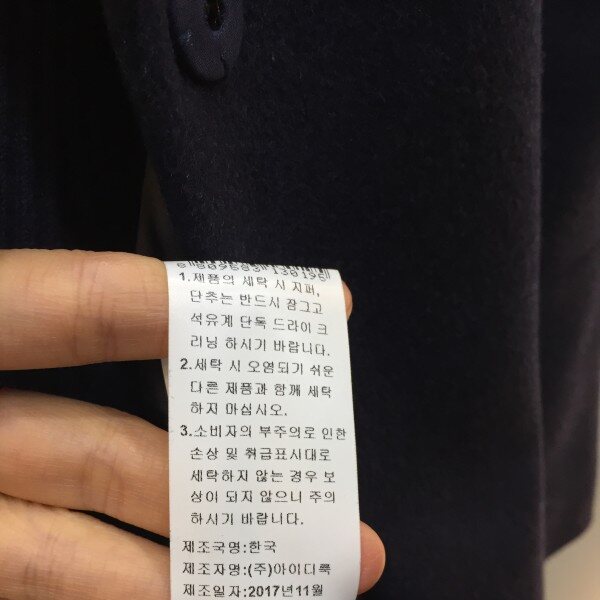 1.제품의 세탁 시 지퍼,
단추는 반드시 잠그고
석유계 단독 드라이 크
리닝 하시기 바랍니다.
2.세탁 시 오염되기 쉬운
다른 제품과 함께 세탁
하지 마십시오.
3.소비자의 부주의로 인한
손상 및 취급표시대로
세탁하지 않는 경우 보
상이 되지 않으니 주의
하시기 바랍니다.
제조국명:한국
제조자명:(주)아이디룩
제조일자:2017년11월